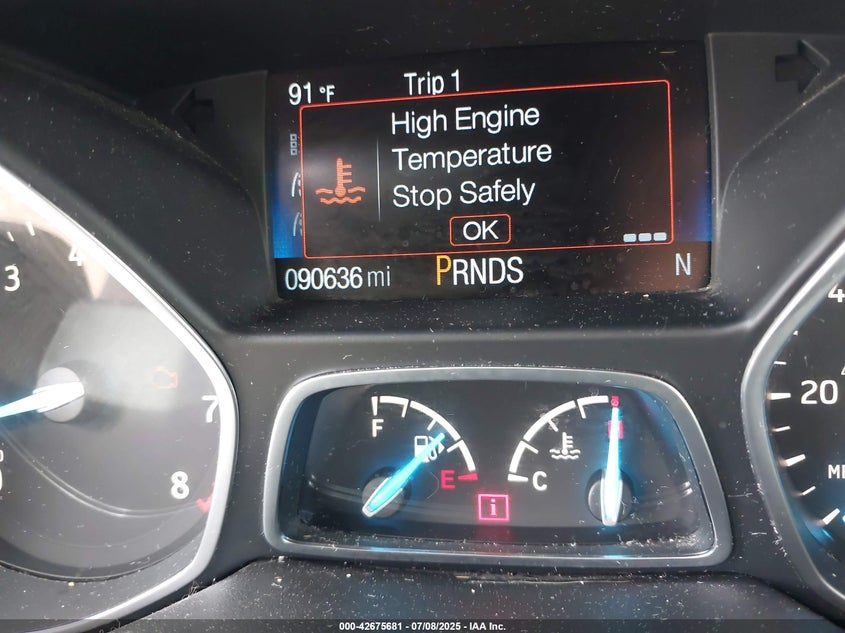 91 °F Trip 1
High Engine
Temperature
Stop Safely
OK
090636 mi PRNDS N
3
4
7
8
F
E
i
C
H
20
000-42675681 - 07/08/2025 - IAA Inc.